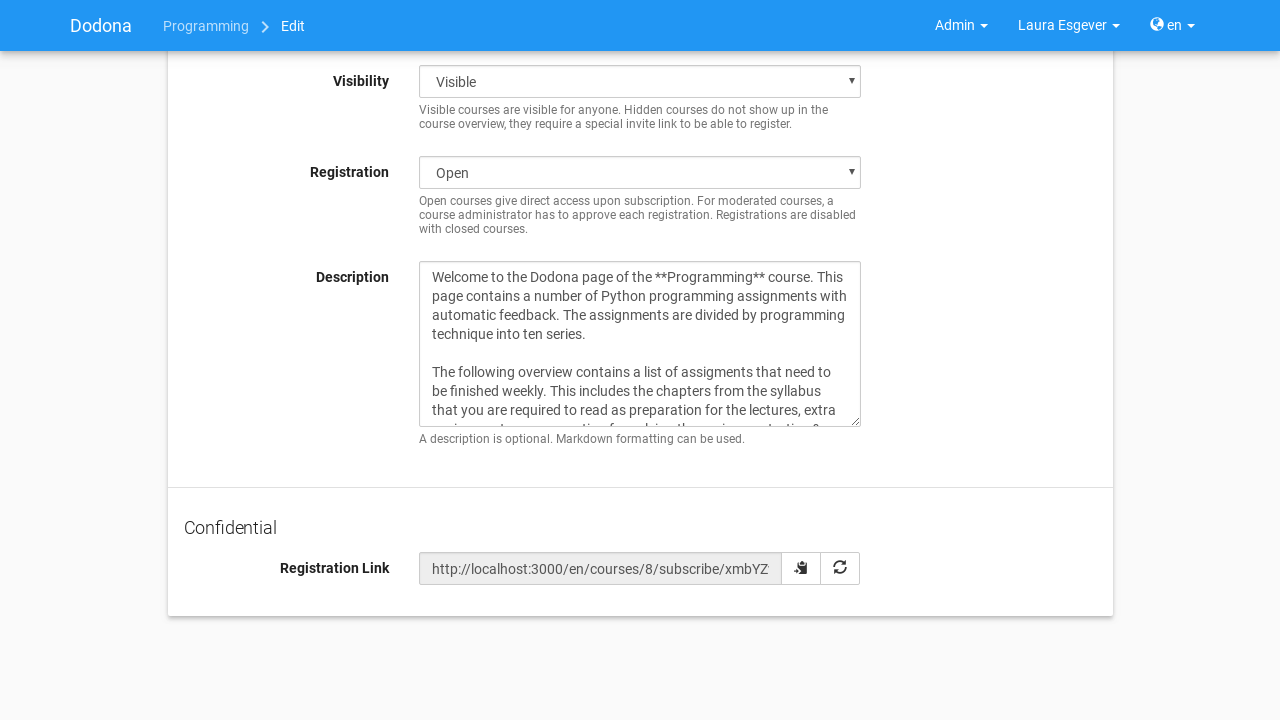 Dodona Programming Edit Admin Laura Esgever en
Visibility Visible
Visible courses are visible for anyone. Hidden courses do not show up in the
course overview, they require a special invite link to be able to register.
Registration Open
Open courses give direct access upon subscription. For moderated courses, a
course administrator has to approve each registration. Registrations are disabled
with closed courses.
Description
Welcome to the Dodona page of the **Programming** course. This
page contains a number of Python programming assignments with
automatic feedback. The assignments are divided by programming
technique into ten series.
The following overview contains a list of assigments that need to
be finished weekly. This includes the chapters from the syllabus
that you are required to read as preparation for the lectures, extra
A description is optional. Markdown formatting can be used.
Confidential
Registration Link http://localhost:3000/en/courses/8/subscribe/xmbYZ